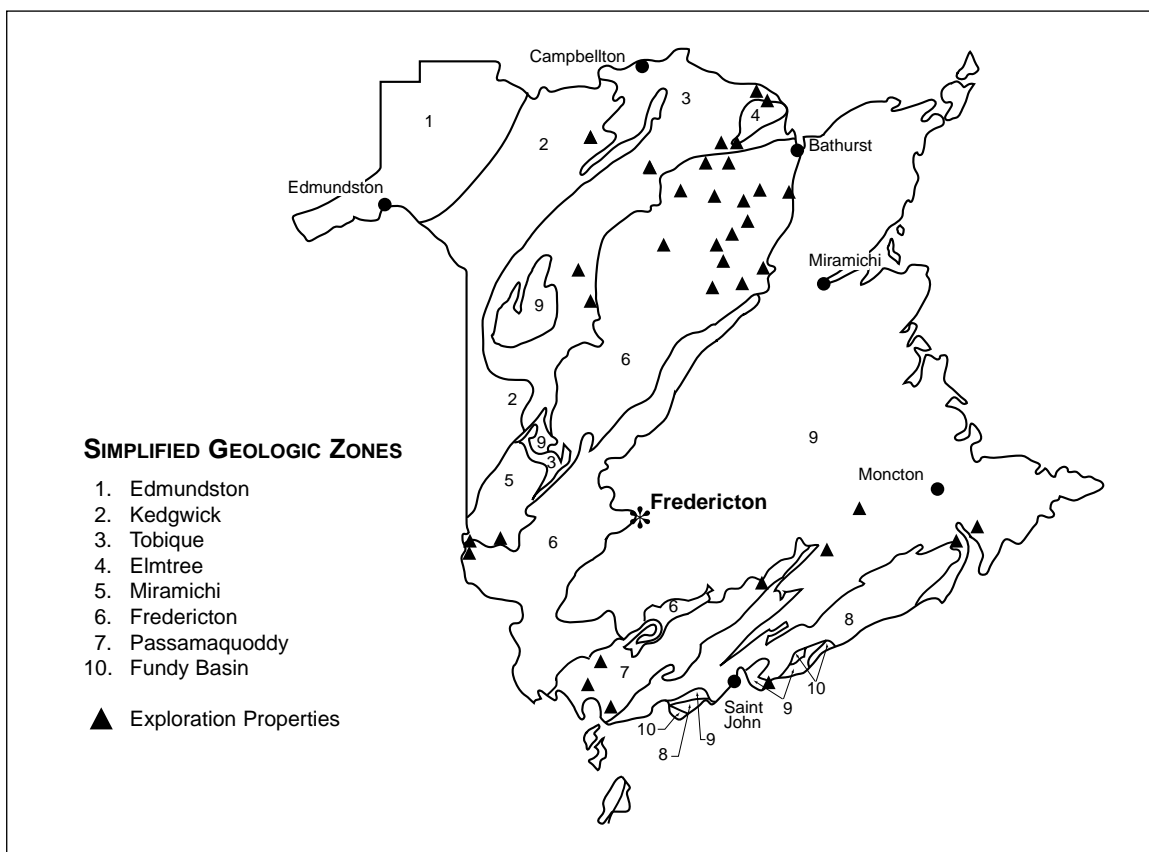 Campbellton
3
1
4
2
Bathurst
Edmundston
Miramichi
9
6
2
9
SIMPLIFIED GEOLOGIC ZONES
9
3
5
Moncton
1. Edmundston
2. Kedgwick
3. Tobique
4. Elmtree
5. Miramichi
6. Fredericton
7. Passamaquoddy
10. Fundy Basin
Fredericton
6
6
8
7
10
Exploration Properties
Saint
John
9
10
9
8